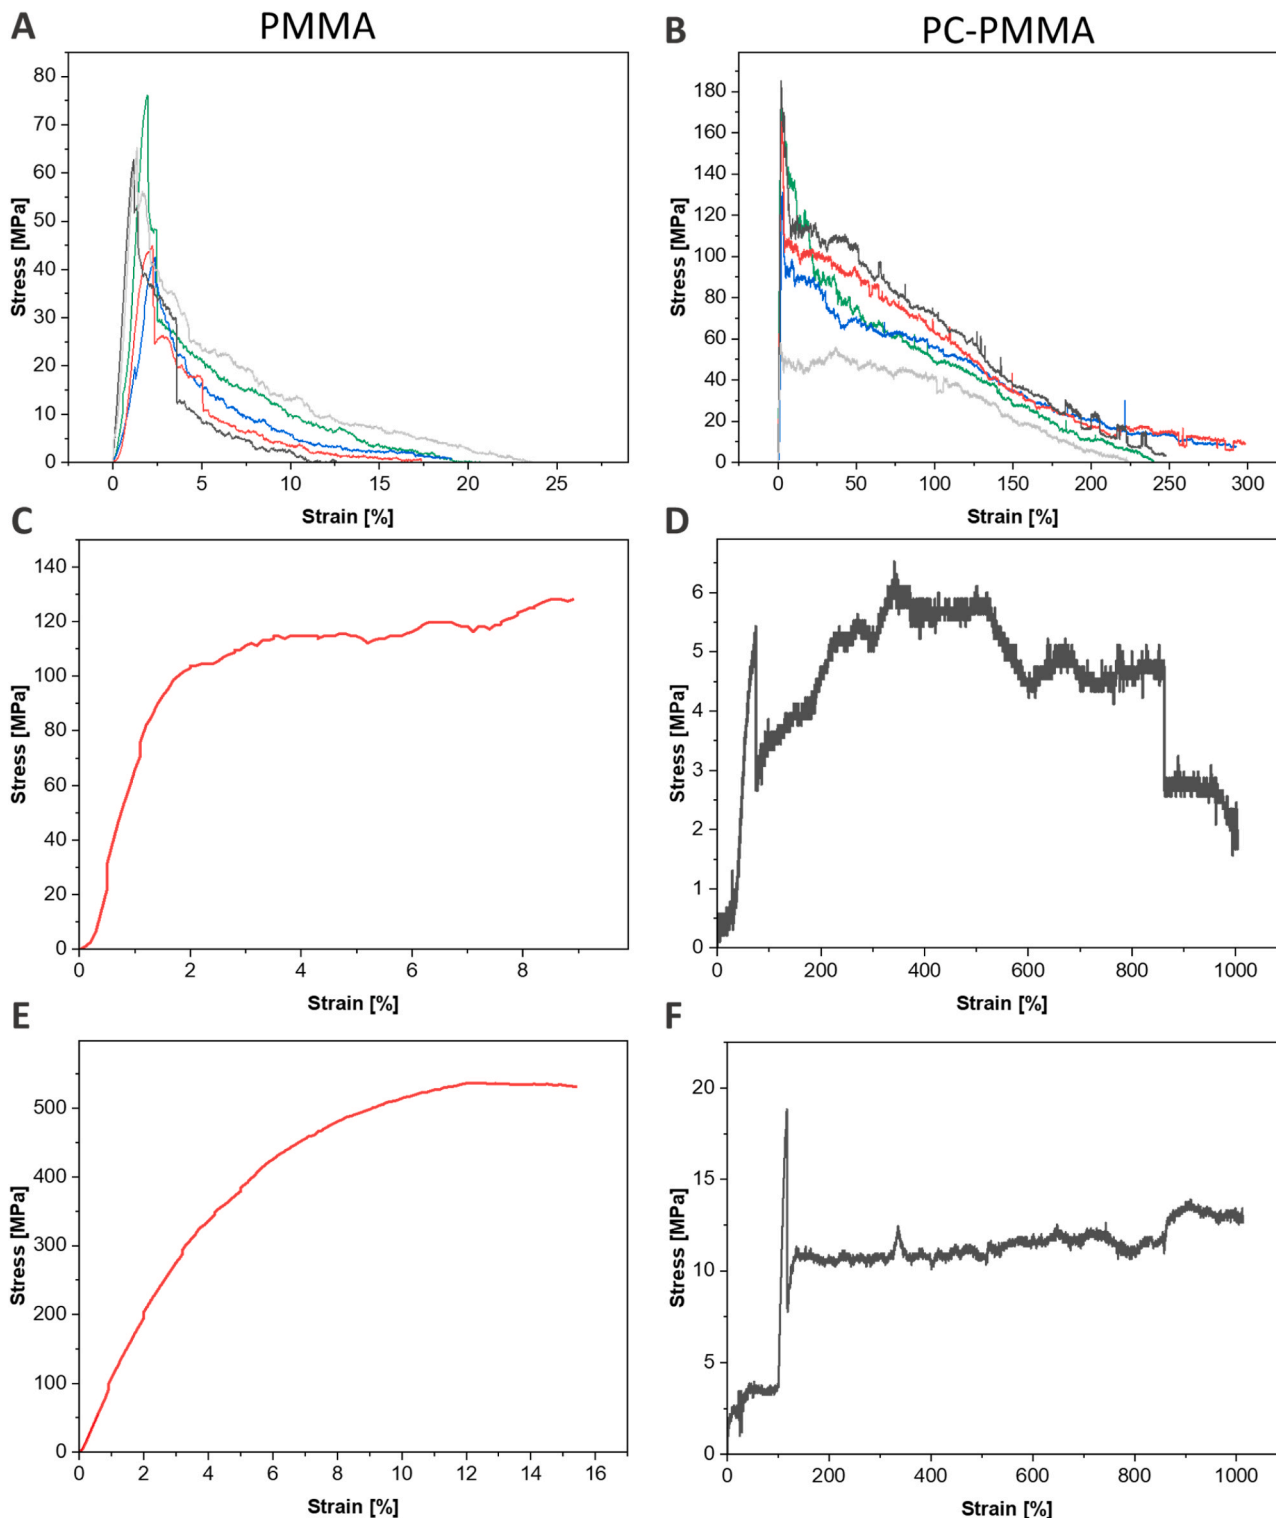 A
PMMA
B
PC-PMMA
80
70
60
50
40
30
20
10
0
Stress [MPa]
0 5 10 15 20 25
Strain [%]
180
160
140
120
100
80
60
40
20
0
Stress [MPa]
0 50 100 150 200 250 300
Strain [%]
C
140
120
100
80
60
40
20
0
Stress [MPa]
0 2 4 6 8
Strain [%]
D
6
5
4
3
2
1
0
Stress [MPa]
0 200 400 600 800 1000
Strain [%]
E
500
400
300
200
100
0
Stress [MPa]
0 2 4 6 8 10 12 14 16
Strain [%]
F
20
15
10
5
0
Stress [MPa]
0 200 400 600 800 1000
Strain [%]